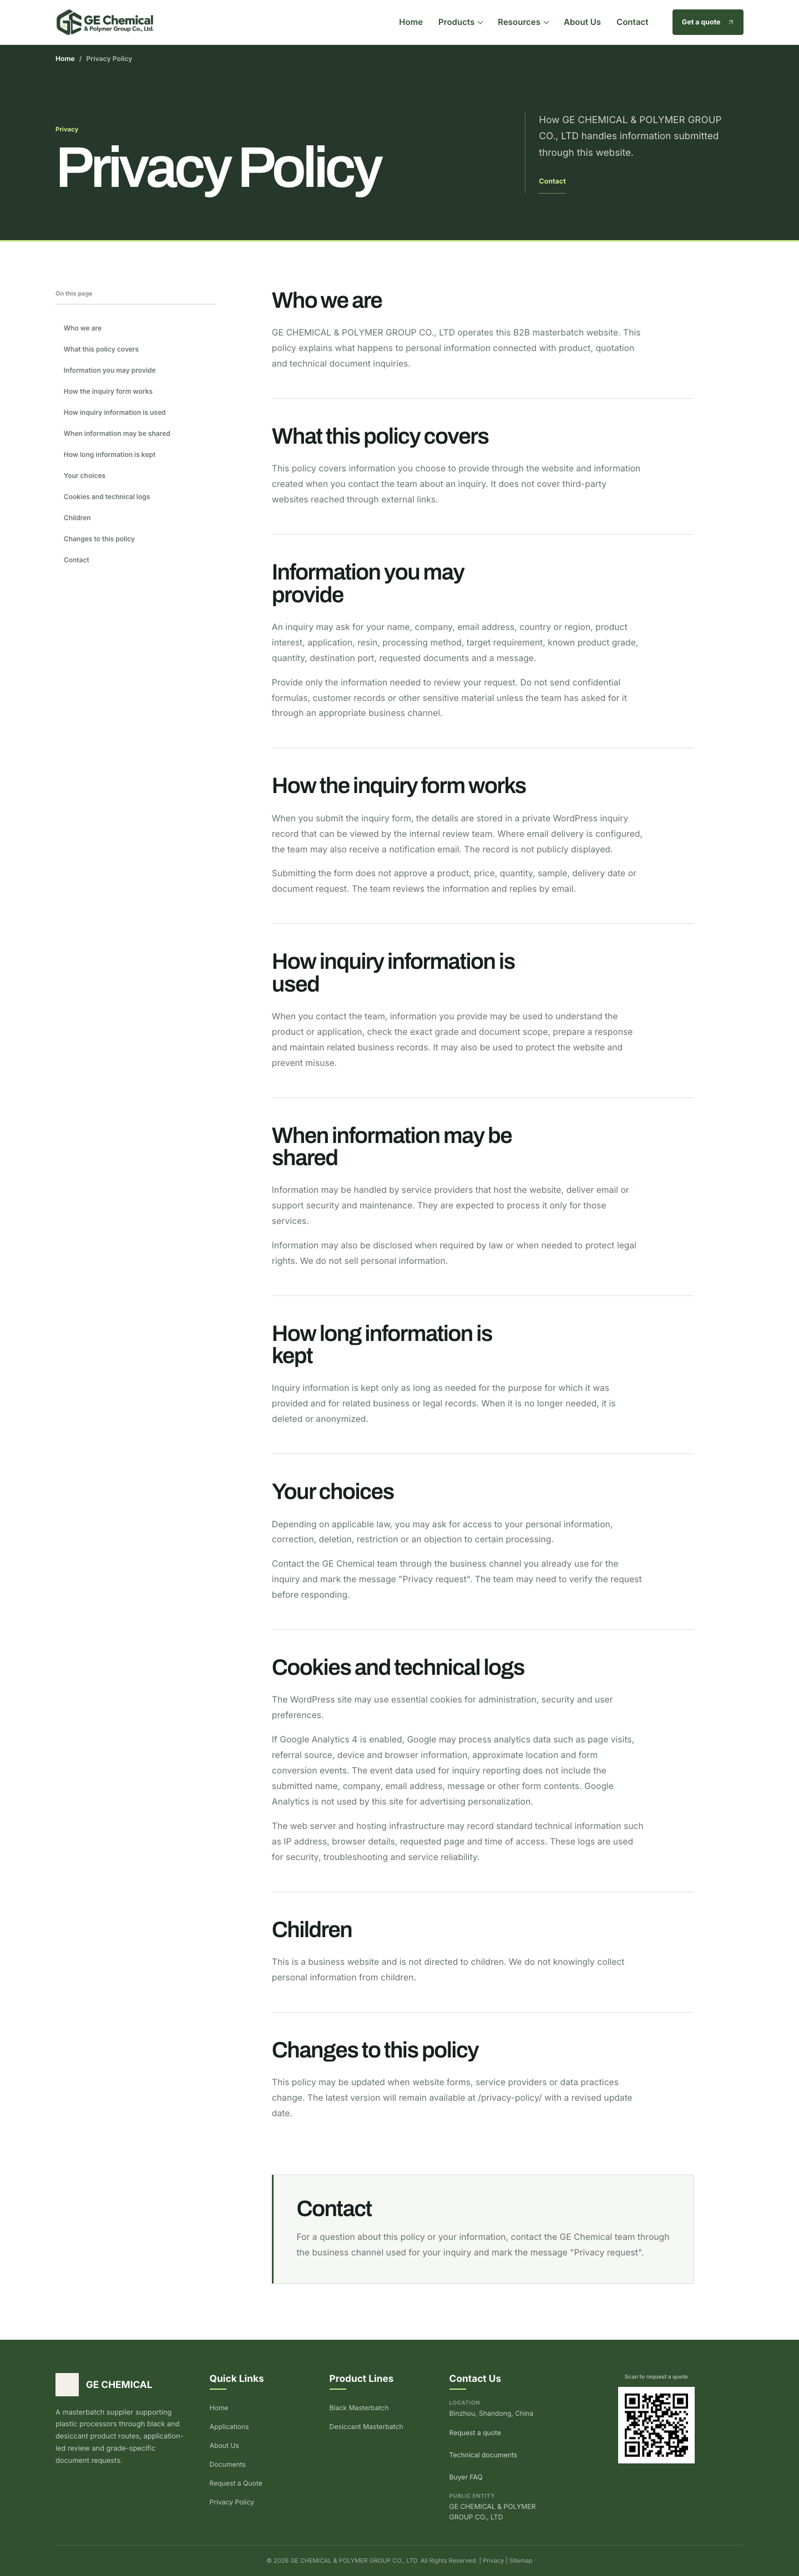 GE Chemical
& Polymer Group Co., Ltd.
Home Products Resources About Us Contact Get a quote
Home / Privacy Policy
Privacy
Privacy Policy
How GE CHEMICAL & POLYMER GROUP
CO., LTD handles information submitted
through this website.
Contact
On this page
Who we are
What this policy covers
Information you may provide
How the inquiry form works
How inquiry information is used
When information may be shared
How long information is kept
Your choices
Cookies and technical logs
Children
Changes to this policy
Contact
Who we are
GE CHEMICAL & POLYMER GROUP CO., LTD operates this B2B masterbatch website. This
policy explains what happens to personal information connected with product, quotation
and technical document inquiries.
What this policy covers
This policy covers information you choose to provide through the website and information
created when you contact the team about an inquiry. It does not cover third-party
websites reached through external links.
Information you may
provide
An inquiry may ask for your name, company, email address, country or region, product
interest, application, resin, processing method, target requirement, known product grade,
quantity, destination port, requested documents and a message.
Provide only the information needed to review your request. Do not send confidential
formulas, customer records or other sensitive material unless the team has asked for it
through an appropriate business channel.
How the inquiry form works
When you submit the inquiry form, the details are stored in a private WordPress inquiry
record that can be viewed by the internal review team. Where email delivery is configured,
the team may also receive a notification email. The record is not publicly displayed.
Submitting the form does not approve a product, price, quantity, sample, delivery date or
document request. The team reviews the information and replies by email.
How inquiry information is
used
When you contact the team, information you provide may be used to understand the
product or application, check the exact grade and document scope, prepare a response
and maintain related business records. It may also be used to protect the website and
prevent misuse.
When information may be
shared
Information may be handled by service providers that host the website, deliver email or
support security and maintenance. They are expected to process it only for those
services.
Information may also be disclosed when required by law or when needed to protect legal
rights. We do not sell personal information.
How long information is
kept
Inquiry information is kept only as long as needed for the purpose for which it was
provided and for related business or legal records. When it is no longer needed, it is
deleted or anonymized.
Your choices
Depending on applicable law, you may ask for access to your personal information,
correction, deletion, restriction or an objection to certain processing.
Contact the GE Chemical team through the business channel you already use for the
inquiry and mark the message "Privacy request". The team may need to verify the request
before responding.
Cookies and technical logs
The WordPress site may use essential cookies for administration, security and user
preferences.
If Google Analytics 4 is enabled, Google may process analytics data such as page visits,
referral source, device and browser information, approximate location and form
conversion events. The event data used for inquiry reporting does not include the
submitted name, company, email address, message or other form contents. Google
Analytics is not used by this site for advertising personalization.
The web server and hosting infrastructure may record standard technical information such
as IP address, browser details, requested page and time of access. These logs are used
for security, troubleshooting and service reliability.
Children
This is a business website and is not directed to children. We do not knowingly collect
personal information from children.
Changes to this policy
This policy may be updated when website forms, service providers or data practices
change. The latest version will remain available at /privacy-policy/ with a revised update
date.
Contact
For a question about this policy or your information, contact the GE Chemical team through
the business channel used for your inquiry and mark the message "Privacy request".
GE CHEMICAL
A masterbatch supplier supporting
plastic processors through black and
desiccant product routes, application-
led review and grade-specific
document requests.
Quick Links
Home
Applications
About Us
Documents
Request a Quote
Privacy Policy
Product Lines
Black Masterbatch
Desiccant Masterbatch
Contact Us
LOCATION
Binzhou, Shandong, China
Request a quote
Technical documents
Buyer FAQ
PUBLIC ENTITY
GE CHEMICAL & POLYMER
GROUP CO., LTD
Scan to request a quote
© 2026 GE CHEMICAL & POLYMER GROUP CO., LTD. All Rights Reserved. | Privacy | Sitemap